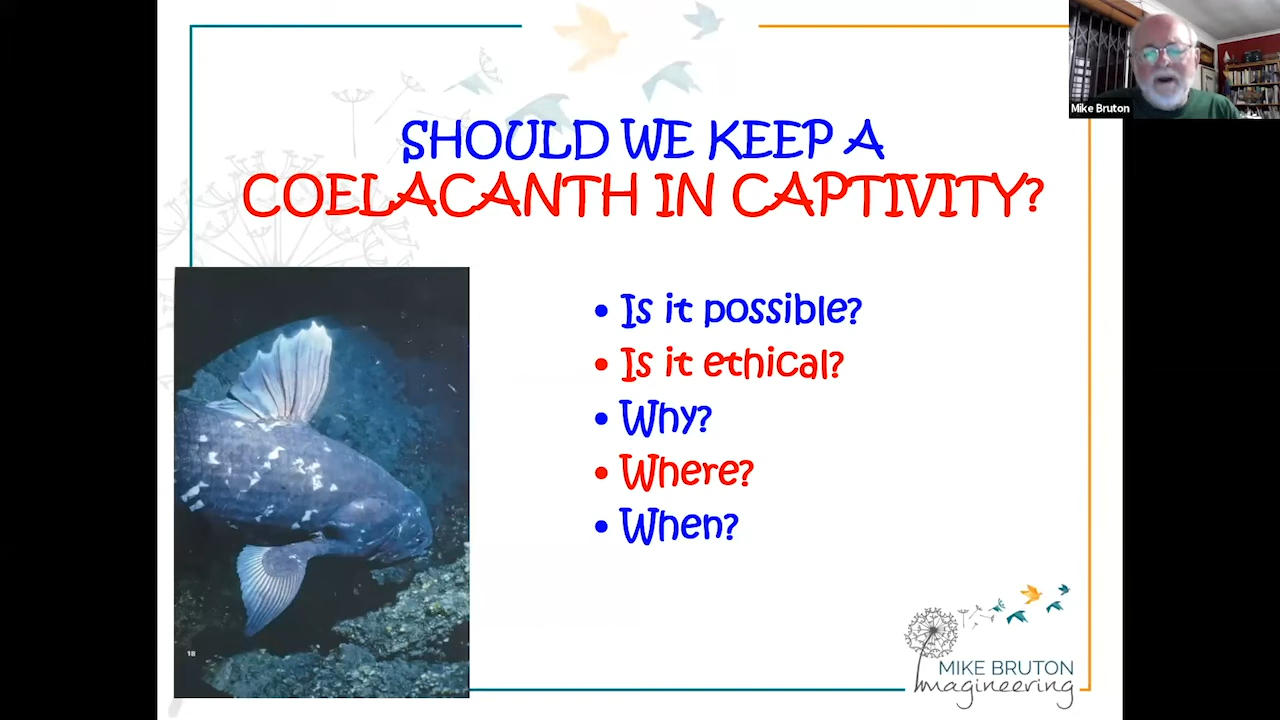 Mike Bruton
SHOULD WE KEEP A
COELACANTH IN CAPTIVITY?
• Is it possible?
• Is it ethical?
• Why?
• Where?
• When?
18
MIKE BRUTON
Imagineering